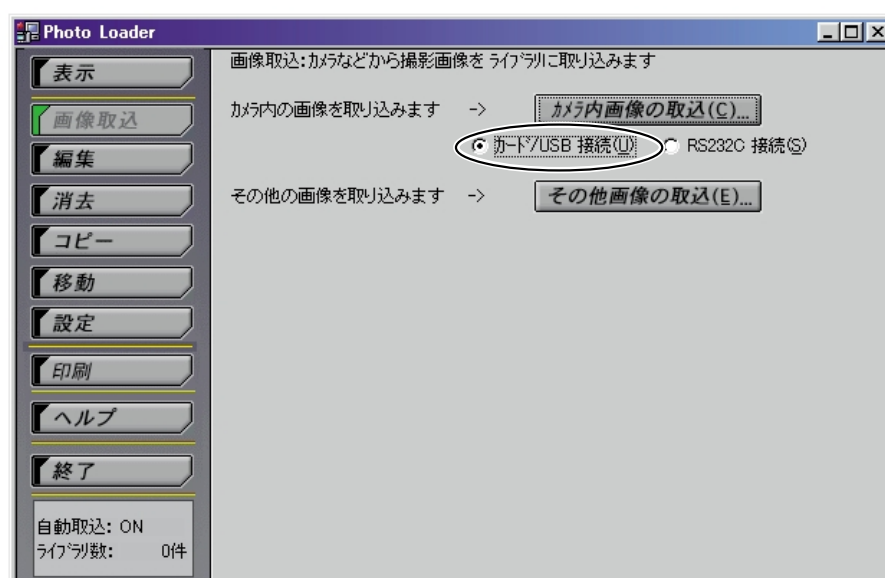 Photo Loader
表示
画像取込
編集
消去
コピー
移動
設定
印刷
ヘルプ
終了
自動取込: ON
ﾗｲﾌﾞﾗﾘ数: 0件
画像取込:ｶﾒﾗなどから撮影画像を ﾗｲﾌﾞﾗﾘに取り込みます
ｶﾒﾗ内の画像を取り込みます -> ｶﾒﾗ内画像の取込(C)...
ｶｰﾄﾞ/USB 接続(U) RS232C 接続(S)
その他の画像を取り込みます -> その他画像の取込(E)...